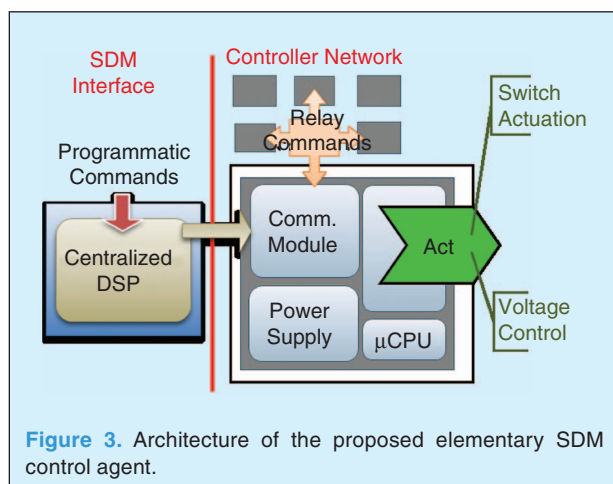 SDM
Interface
Controller Network
Programmatic
Commands
Relay
Commands
Switch
Actuation
Centralized
DSP
Comm.
Module
Act
Power
Supply
μCPU
Voltage
Control
Figure 3. Architecture of the proposed elementary SDM
control agent.